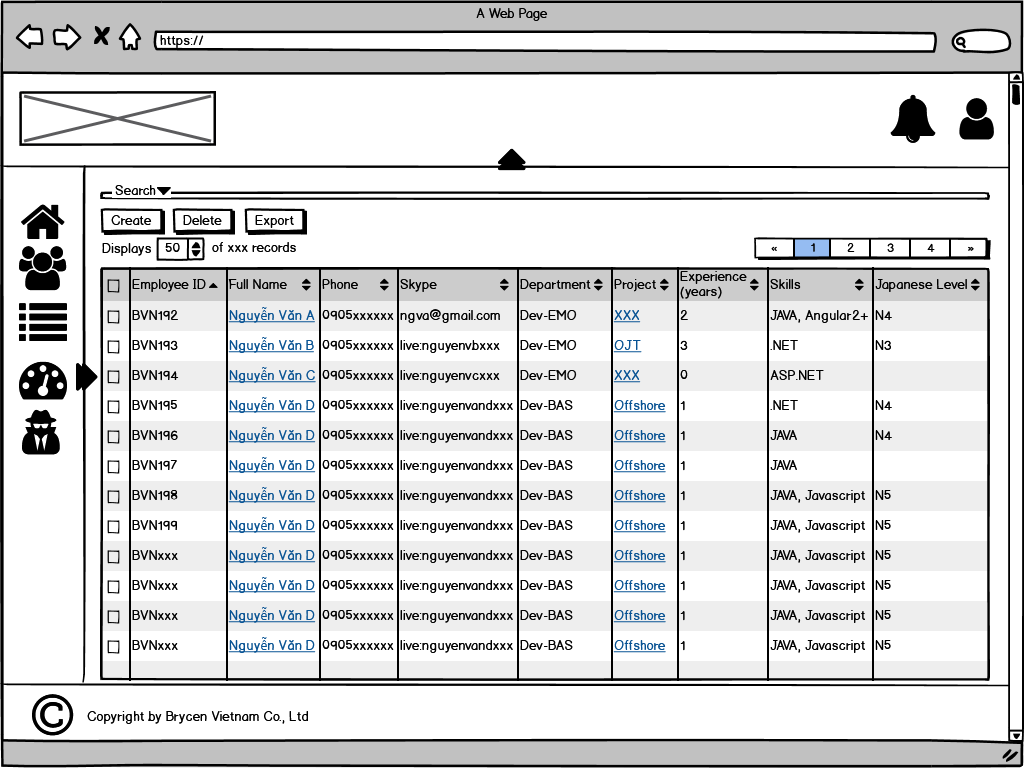 A Web Page
https://
Search
Create Delete Export
Displays 50 of xxx records « 1 2 3 4 »
Employee ID Full Name Phone Skype Department Project Experience (years) Skills Japanese Level
BVN192 Nguyễn Văn A 0905xxxxxx ngva@gmail.com Dev-EMO XXX 2 JAVA, Angular2+ N4
BVN193 Nguyễn Văn B 0905xxxxxx live:nguyenvbxxx Dev-EMO OJT 3 .NET N3
BVN194 Nguyễn Văn C 0905xxxxxx live:nguyenvcxxx Dev-EMO XXX 0 ASP.NET
BVN195 Nguyễn Văn D 0905xxxxxx live:nguyenvandxxx Dev-BAS Offshore 1 .NET N4
BVN196 Nguyễn Văn D 0905xxxxxx live:nguyenvandxxx Dev-BAS Offshore 1 JAVA N4
BVN197 Nguyễn Văn D 0905xxxxxx live:nguyenvandxxx Dev-BAS Offshore 1 JAVA
BVN198 Nguyễn Văn D 0905xxxxxx live:nguyenvandxxx Dev-BAS Offshore 1 JAVA, Javascript N5
BVN199 Nguyễn Văn D 0905xxxxxx live:nguyenvandxxx Dev-BAS Offshore 1 JAVA, Javascript N5
BVNxxx Nguyễn Văn D 0905xxxxxx live:nguyenvandxxx Dev-BAS Offshore 1 JAVA, Javascript N5
BVNxxx Nguyễn Văn D 0905xxxxxx live:nguyenvandxxx Dev-BAS Offshore 1 JAVA, Javascript N5
BVNxxx Nguyễn Văn D 0905xxxxxx live:nguyenvandxxx Dev-BAS Offshore 1 JAVA, Javascript N5
BVNxxx Nguyễn Văn D 0905xxxxxx live:nguyenvandxxx Dev-BAS Offshore 1 JAVA, Javascript N5
© Copyright by Brycen Vietnam Co., Ltd